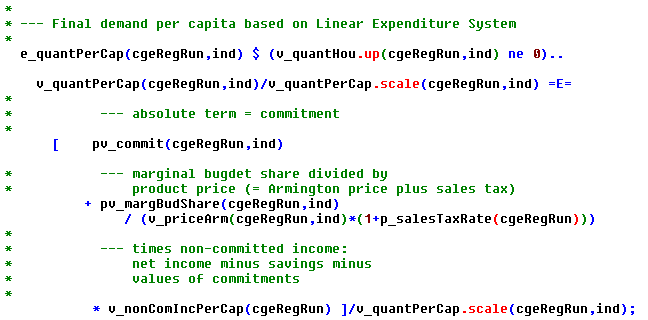 *
* --- Final demand per capita based on Linear Expenditure System
*
e_quantPerCap(cgeRegRun,ind) $ (v_quantHou.up(cgeRegRun,ind) ne 0)..
v_quantPerCap(cgeRegRun,ind)/v_quantPerCap.scale(cgeRegRun,ind) =E=
*
* --- absolute term = commitment
*
[ pv_commit(cgeRegRun,ind)
* --- marginal bugdet share divided by
* product price (= Armington price plus sales tax)
+ pv_margBudShare(cgeRegRun,ind)
/ (v_priceArm(cgeRegRun,ind)*(1+p_salesTaxRate(cgeRegRun)))
*
* --- times non-committed income:
* net income minus savings minus
* values of commitments
*
* v_nonComIncPerCap(cgeRegRun) ]/v_quantPerCap.scale(cgeRegRun,ind);